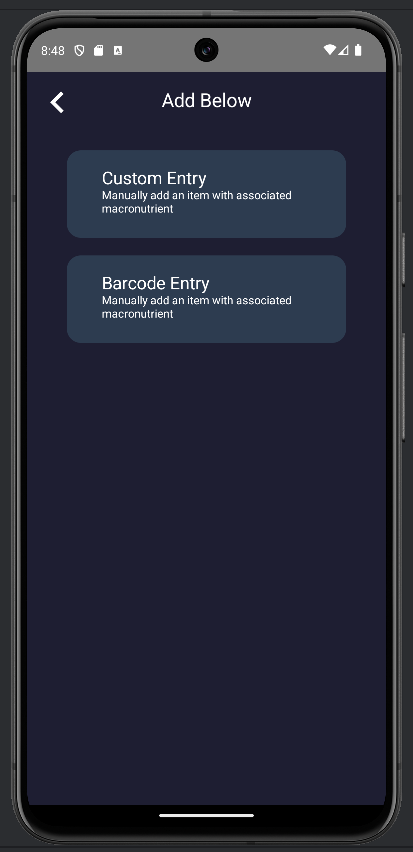 8:48
Add Below
Custom Entry
Manually add an item with associated
macronutrient
Barcode Entry
Manually add an item with associated
macronutrient